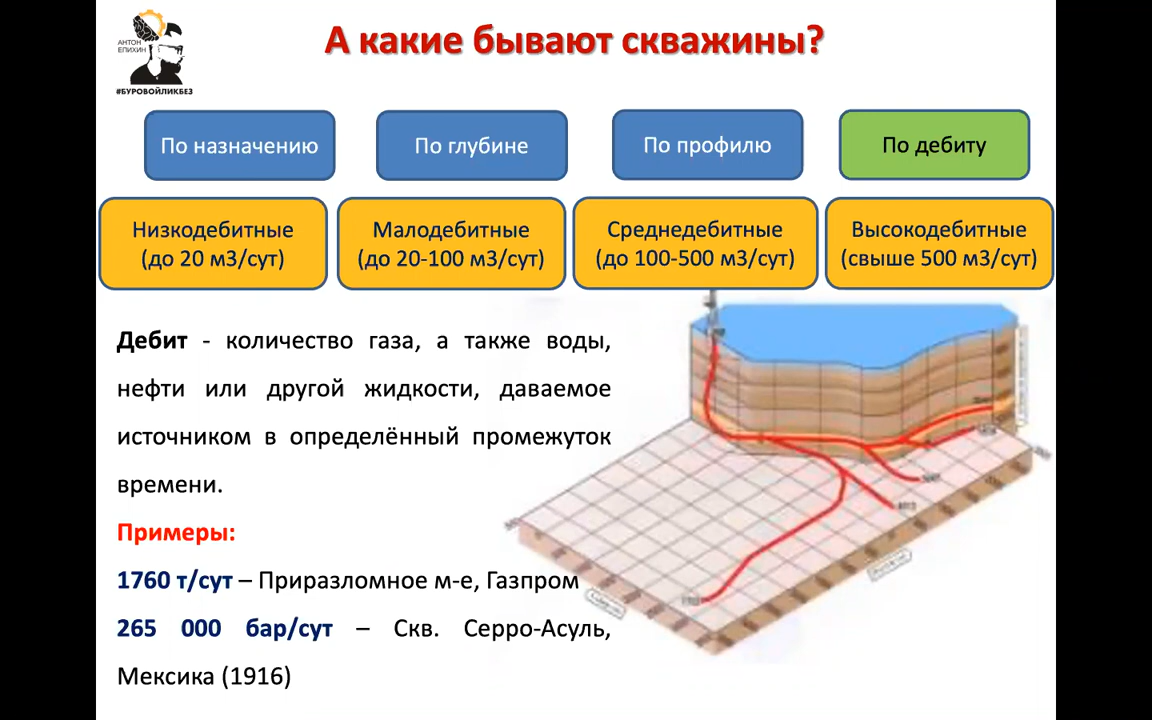 АНТОН
ЕПИХИН
#БУРОВОЙЛИКБЕЗ
А какие бывают скважины?
По назначению
По глубине
По профилю
По дебиту
Низкодебитные
(до 20 м3/сут)
Малодебитные
(до 20-100 м3/сут)
Среднедебитные
(до 100-500 м3/сут)
Высокодебитные
(свыше 500 м3/сут)
Дебит - количество газа, а также воды,
нефти или другой жидкости, даваемое
источником в определённый промежуток
времени.
Примеры:
1760 т/сут – Приразломное м-е, Газпром
265 000 бар/сут – Скв. Серро-Асуль,
Мексика (1916)